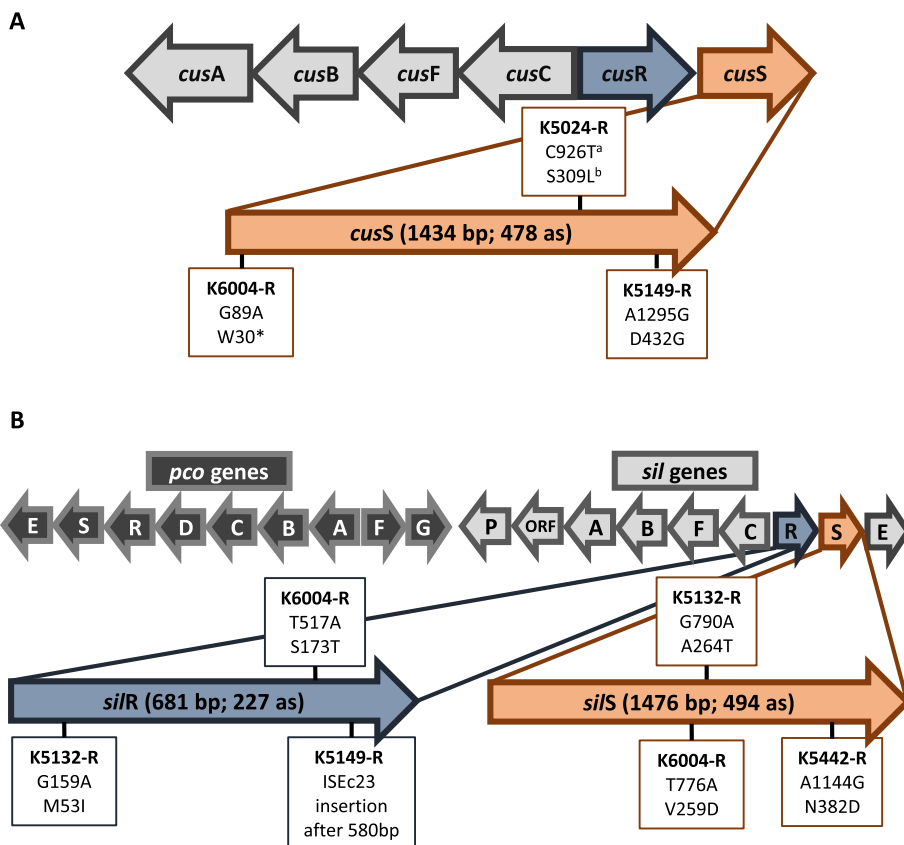 A
cusA cusB cusF cusC cusR cusS
K5024-R
C926Tᵃ
S309Lᵇ
cusS (1434 bp; 478 as)
K6004-R
G89A
W30*
K5149-R
A1295G
D432G
B
pco genes
sil genes
E S R D C B A F G P ORF A B F C R S E
K6004-R
T517A
S173T
K5132-R
G790A
A264T
silR (681 bp; 227 as)
silS (1476 bp; 494 as)
K5132-R
G159A
M53I
K5149-R
ISEc23
insertion
after 580bp
K6004-R
T776A
V259D
K5442-R
A1144G
N382D